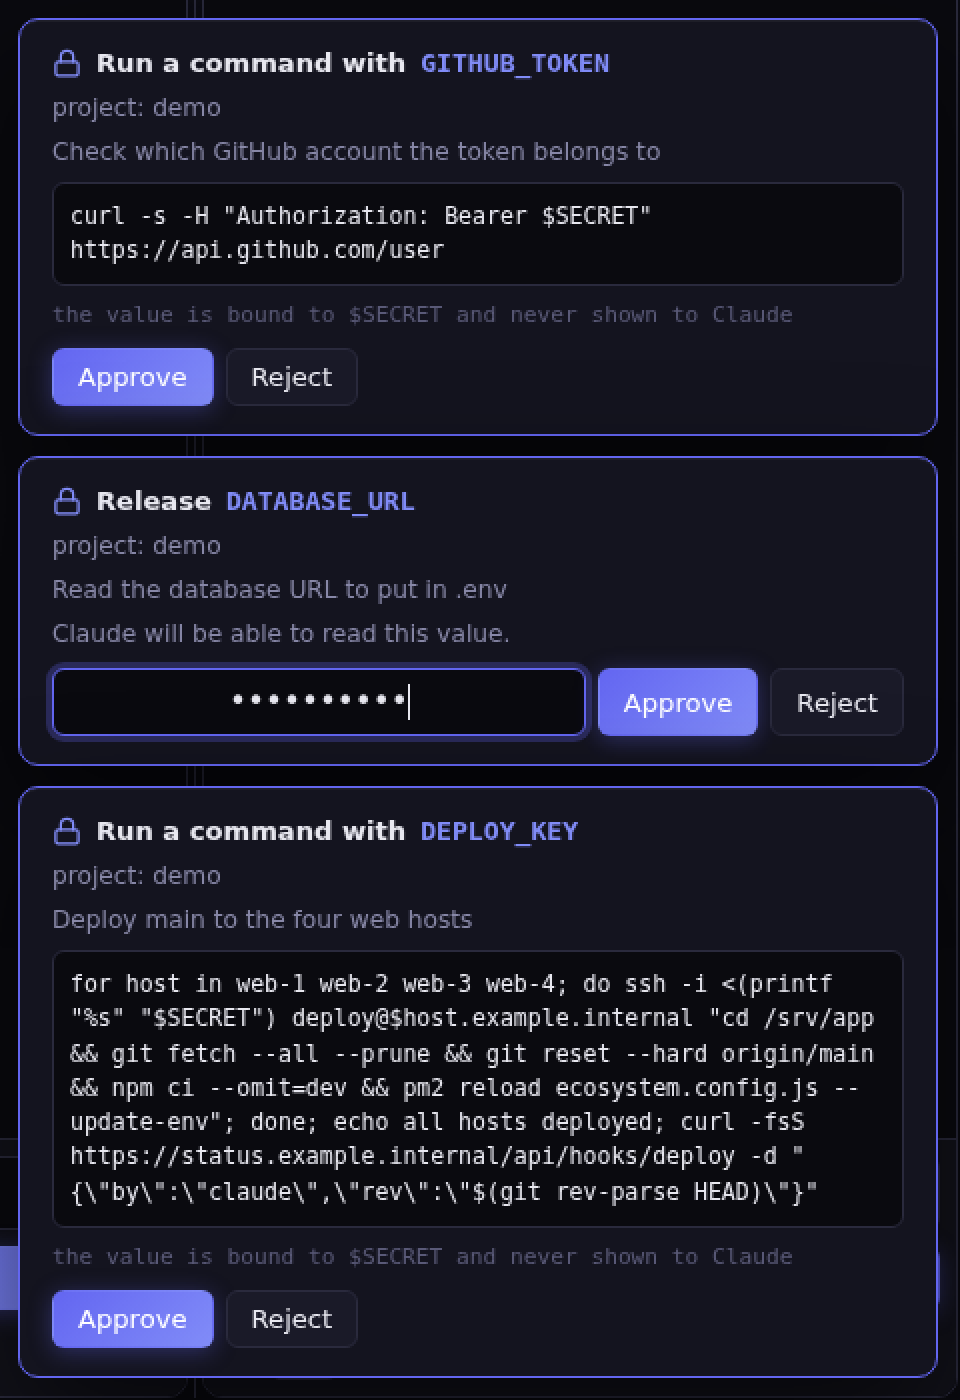 Run a command with GITHUB_TOKEN
project: demo
Check which GitHub account the token belongs to
curl -s -H "Authorization: Bearer $SECRET"
https://api.github.com/user
the value is bound to $SECRET and never shown to Claude
Approve Reject
Release DATABASE_URL
project: demo
Read the database URL to put in .env
Claude will be able to read this value.
•••••••••• Approve Reject
Run a command with DEPLOY_KEY
project: demo
Deploy main to the four web hosts
for host in web-1 web-2 web-3 web-4; do ssh -i <(printf
"%s" "$SECRET") deploy@$host.example.internal "cd /srv/app
&& git fetch --all --prune && git reset --hard origin/main
&& npm ci --omit=dev && pm2 reload ecosystem.config.js --
update-env"; done; echo all hosts deployed; curl -fsS
https://status.example.internal/api/hooks/deploy -d "
{\"by\":\"claude\",\"rev\":\"$(git rev-parse HEAD)\"}"
the value is bound to $SECRET and never shown to Claude
Approve Reject